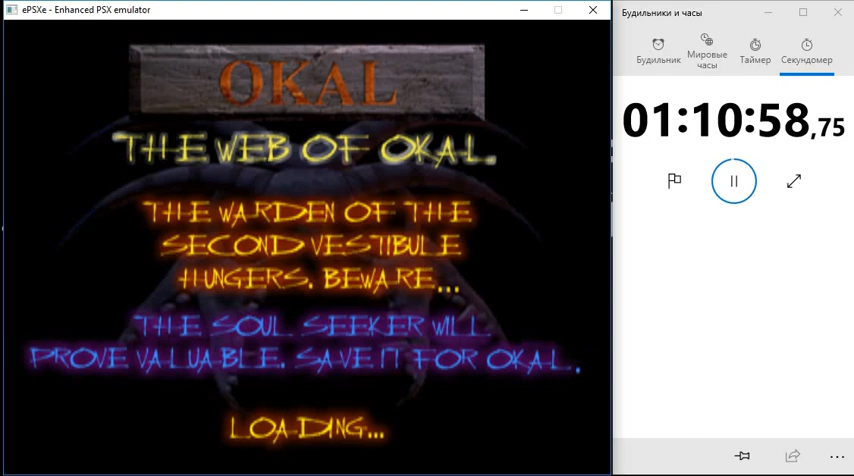 ePSXe - Enhanced PSX emulator
OKAL
THE WEB OF OKAL.
THE WARDEN OF THE
SECOND VESTIBULE
HUNGERS. BEWARE...
THE SOUL SEEKER WILL
PROVE VALUABLE. SAVE IT FOR OKAL.
LOADING...
Будильники и часы
Будильник
Мировые часы
Таймер
Секундомер
01:10:58,75